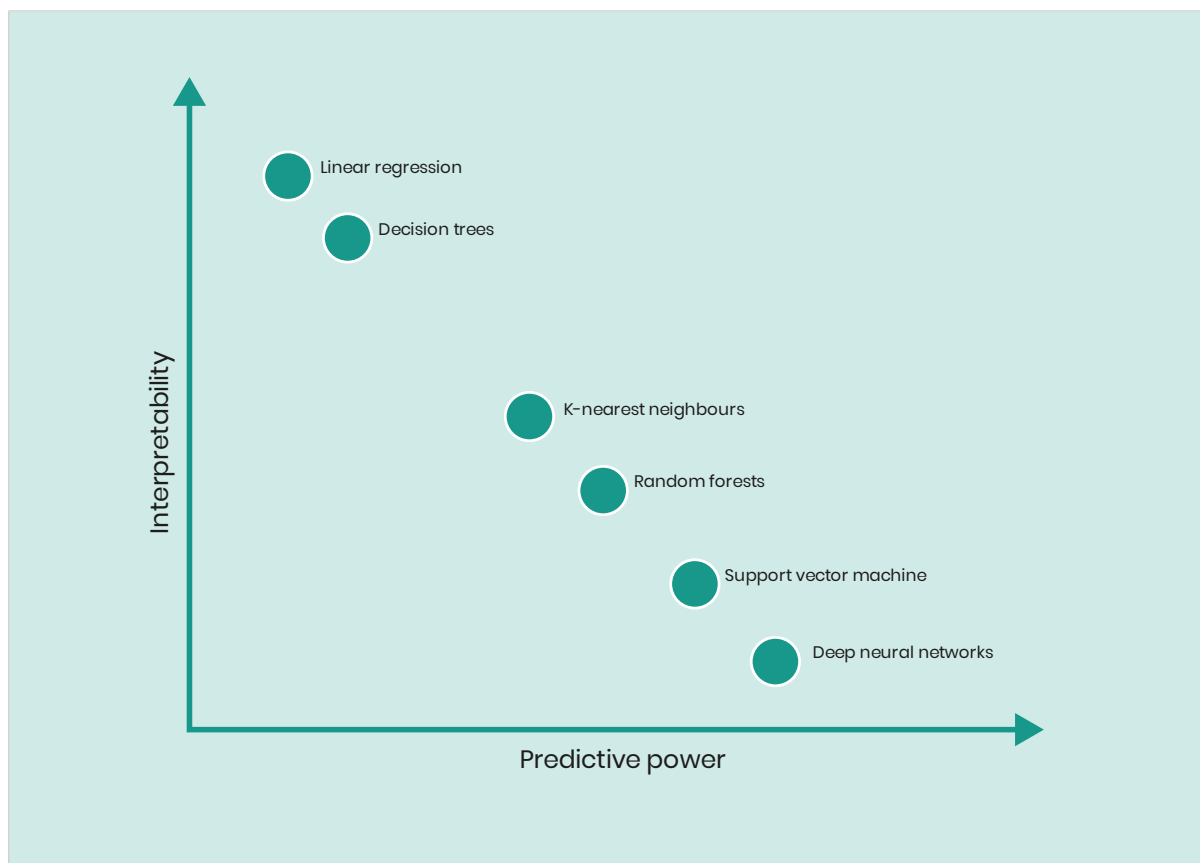 Linear regression
Decision trees
Interpretability
K-nearest neighbours
Random forests
Support vector machine
Deep neural networks
Predictive power